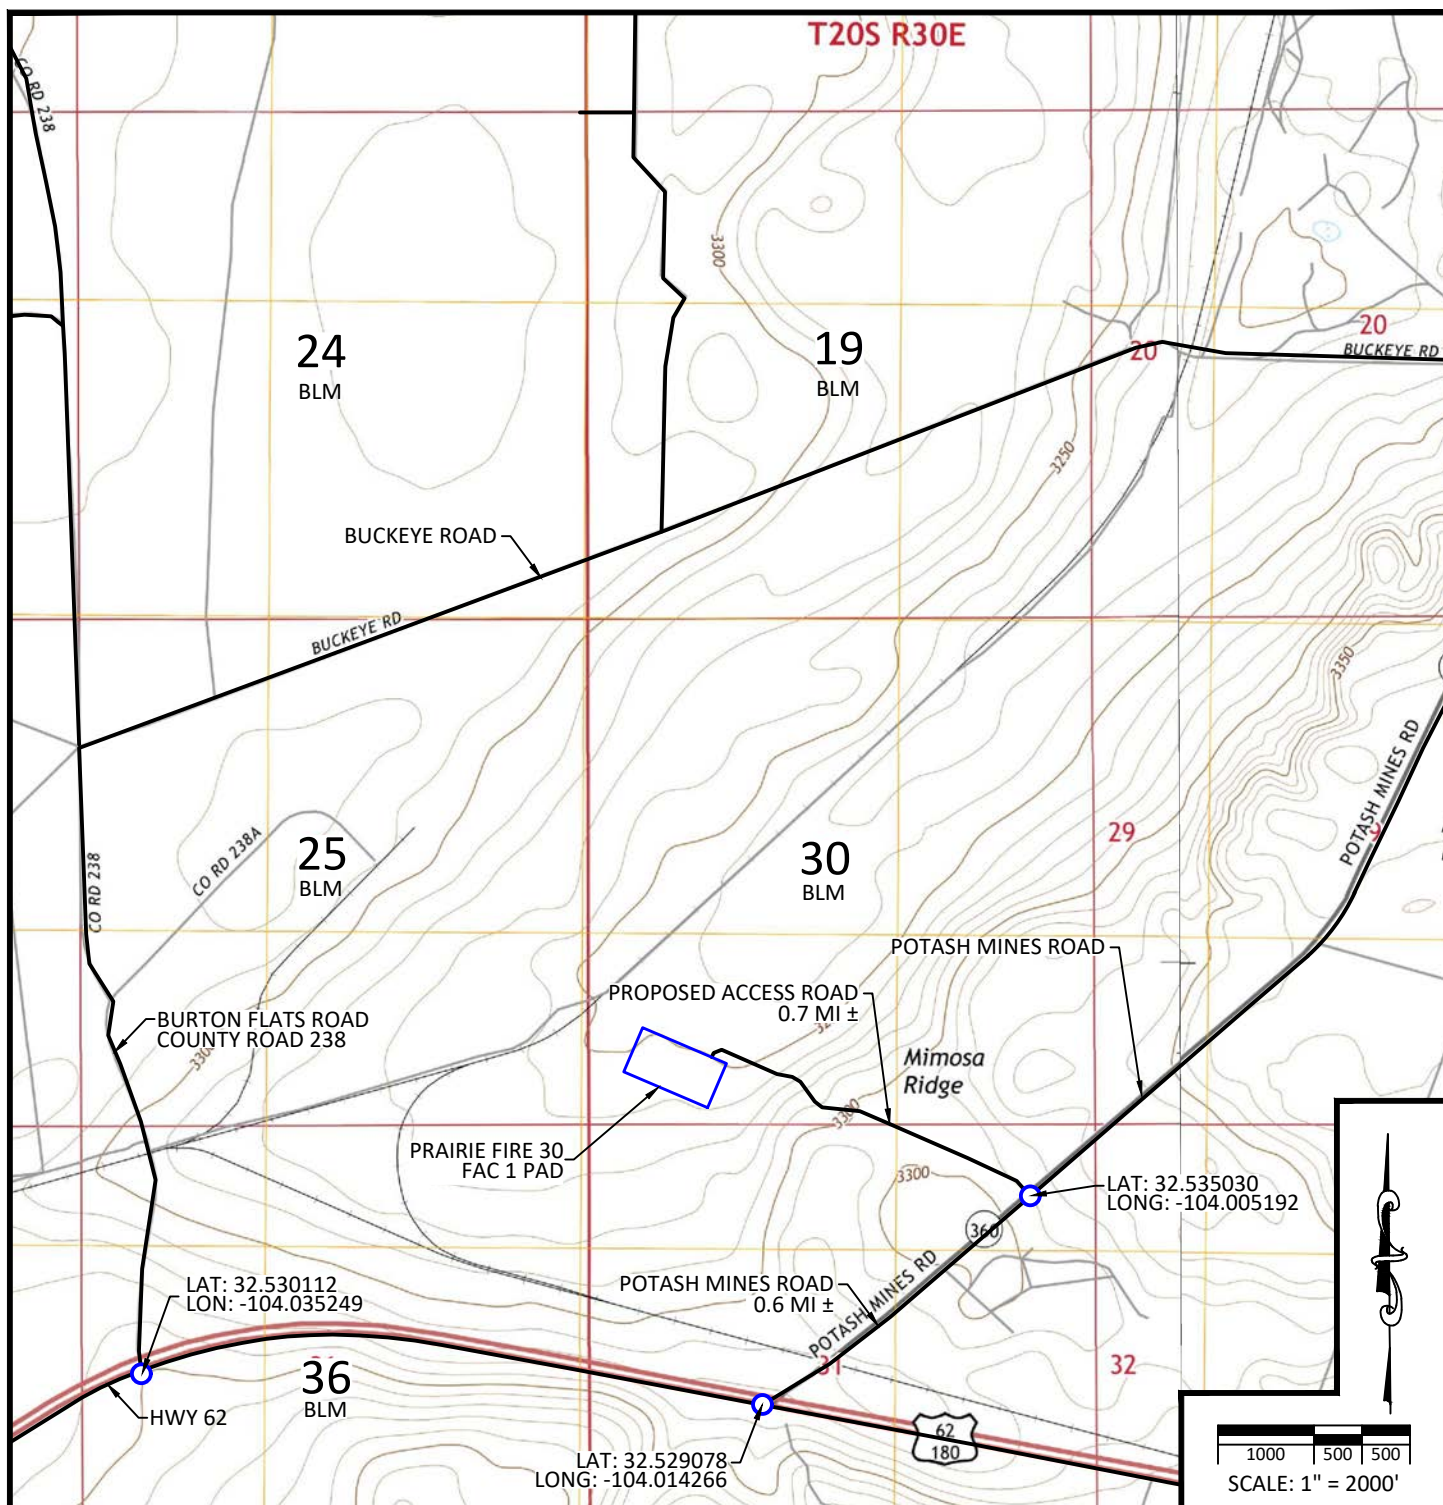 T20S R30E
CO RD 238
3300
24
BLM
19
BLM
20
20
BUCKEYE RD
3250
BUCKEYE ROAD
BUCKEYE RD
3350
POTASH MINES RD
CO RD 238A
25
BLM
30
BLM
29
9
CO RD 238
POTASH MINES ROAD
PROPOSED ACCESS ROAD
0.7 MI ±
BURTON FLATS ROAD
COUNTY ROAD 238
3300
Mimosa
Ridge
3300
PRAIRIE FIRE 30
FAC 1 PAD
3300
LAT: 32.535030
LONG: -104.005192
360
LAT: 32.530112
LON: -104.035249
POTASH MINES ROAD
0.6 MI ±
POTASH MINES RD
31
32
36
BLM
HWY 62
62
180
LAT: 32.529078
LONG: -104.014266
1000 500 500
SCALE: 1" = 2000'